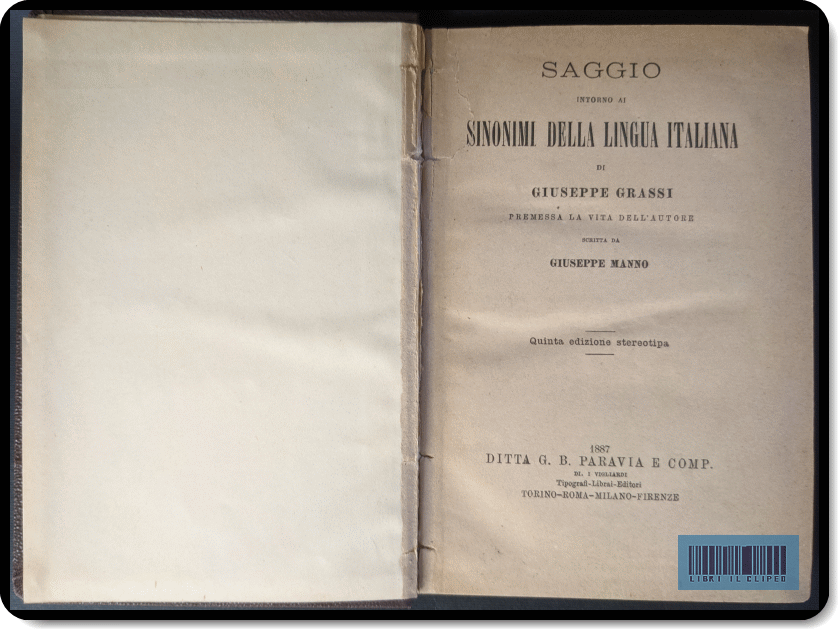 SAGGIO
INTORNO AI
SINONIMI DELLA LINGUA ITALIANA
DI
GIUSEPPE GRASSI
PREMESSA LA VITA DELL'AUTORE
SCRITTA DA
GIUSEPPE MANNO
Quinta edizione stereotipa
1887
DITTA G. B. PARAVIA E COMP.
DI. I VIGLIARDI
Tipografi-Librai-Editori
TORINO-ROMA-MILANO-FIRENZE
LIBRI IL CLIPEO